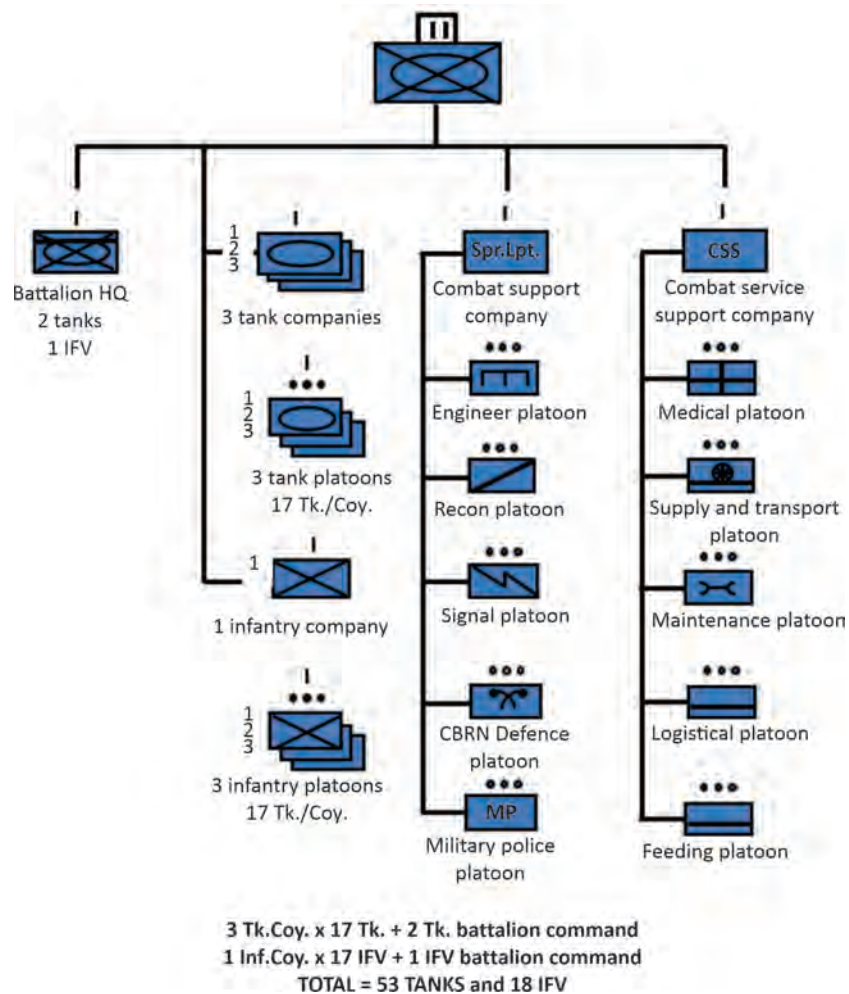 Battalion HQ
2 tanks
1 IFV
1
2
3
3 tank companies
1
2
3
3 tank platoons
17 Tk./Coy.
1
1 infantry company
1
2
3
3 infantry platoons
17 Tk./Coy.
Spr.Lpt.
Combat support
company
Engineer platoon
Recon platoon
Signal platoon
CBRN Defence
platoon
MP
Military police
platoon
CSS
Combat service
support company
Medical platoon
Supply and transport
platoon
Maintenance platoon
Logistical platoon
Feeding platoon
3 Tk.Coy. x 17 Tk. + 2 Tk. battalion command
1 Inf.Coy. x 17 IFV + 1 IFV battalion command
TOTAL = 53 TANKS and 18 IFV